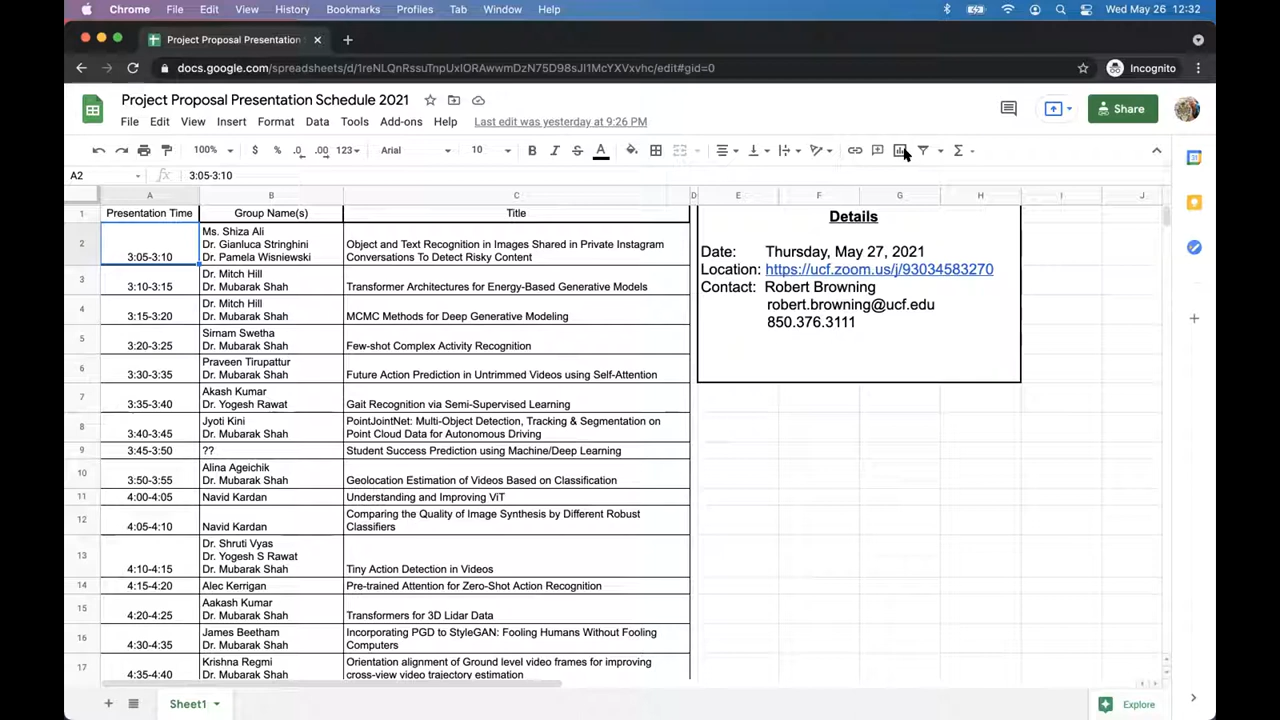 Chrome File Edit View History Bookmarks Profiles Tab Window Help Wed May 26 12:32
Project Proposal Presentation
docs.google.com/spreadsheets/d/1reNLQnRssuTnpUxIORAwwmDzN75D98sJI1McYXVxvhc/edit#gid=0 Incognito
Project Proposal Presentation Schedule 2021
Share
File Edit View Insert Format Data Tools Add-ons Help Last edit was yesterday at 9:26 PM
100% $ % .0 .00 123 Arial 10 B I S A
A2 fx 3:05-3:10
A B C D E F G H I J
1 Presentation Time Group Name(s) Title
2 3:05-3:10
Ms. Shiza Ali
Dr. Gianluca Stringhini
Dr. Pamela Wisniewski
Object and Text Recognition in Images Shared in Private Instagram
Conversations To Detect Risky Content
3 3:10-3:15
Dr. Mitch Hill
Dr. Mubarak Shah
Transformer Architectures for Energy-Based Generative Models
4 3:15-3:20
Dr. Mitch Hill
Dr. Mubarak Shah
MCMC Methods for Deep Generative Modeling
5 3:20-3:25
Sirnam Swetha
Dr. Mubarak Shah
Few-shot Complex Activity Recognition
6 3:30-3:35
Praveen Tirupattur
Dr. Mubarak Shah
Future Action Prediction in Untrimmed Videos using Self-Attention
7 3:35-3:40
Akash Kumar
Dr. Yogesh Rawat
Gait Recognition via Semi-Supervised Learning
8 3:40-3:45
Jyoti Kini
Dr. Mubarak Shah
PointJointNet: Multi-Object Detection, Tracking & Segmentation on
Point Cloud Data for Autonomous Driving
9 3:45-3:50 ?? Student Success Prediction using Machine/Deep Learning
10 3:50-3:55
Alina Ageichik
Dr. Mubarak Shah
Geolocation Estimation of Videos Based on Classification
11 4:00-4:05 Navid Kardan Understanding and Improving ViT
12 4:05-4:10 Navid Kardan
Comparing the Quality of Image Synthesis by Different Robust
Classifiers
13 4:10-4:15
Dr. Shruti Vyas
Dr. Yogesh S Rawat
Dr. Mubarak Shah
Tiny Action Detection in Videos
14 4:15-4:20 Alec Kerrigan Pre-trained Attention for Zero-Shot Action Recognition
15 4:20-4:25
Aakash Kumar
Dr. Mubarak Shah
Transformers for 3D Lidar Data
16 4:30-4:35
James Beetham
Dr. Mubarak Shah
Incorporating PGD to StyleGAN: Fooling Humans Without Fooling
Computers
17 4:35-4:40
Krishna Regmi
Dr. Mubarak Shah
Orientation alignment of Ground level video frames for improving
cross-view video trajectory estimation
Details
Date: Thursday, May 27, 2021
Location: https://ucf.zoom.us/j/93034583270
Contact: Robert Browning
robert.browning@ucf.edu
850.376.3111
Sheet1
Explore